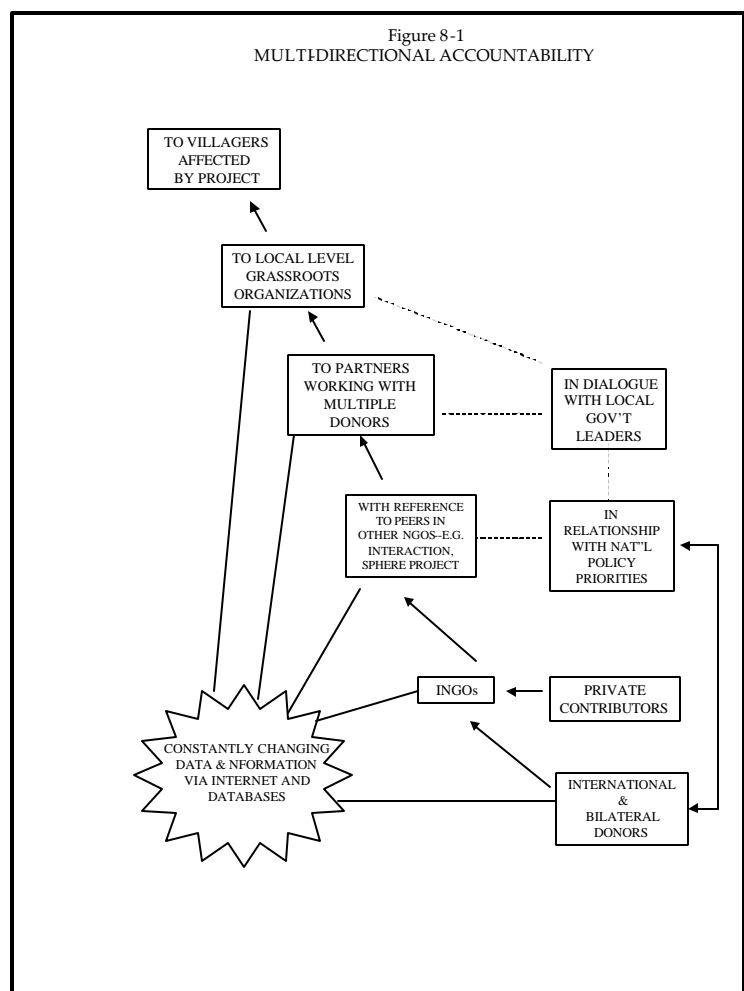 Figure 8-1
MULTI-DIRECTIONAL ACCOUNTABILITY
TO VILLAGERS
AFFECTED
BY PROJECT
TO LOCAL LEVEL
GRASSROOTS
ORGANIZATIONS
TO PARTNERS
WORKING WITH
MULTIPLE
DONORS
IN DIALOGUE
WITH LOCAL
GOV'T
LEADERS
WITH REFERENCE
TO PEERS IN
OTHER NGOS--E.G.
INTERACTION,
SPHERE PROJECT
IN
RELATIONSHIP
WITH NAT"L
POLICY
PRIORITIES
INGOs
PRIVATE
CONTRIBUTORS
CONSTANTLY CHANGING
DATA & NFORMATION
VIA INTERNET AND
DATABASES
INTERNATIONAL
&
BILATERAL
DONORS